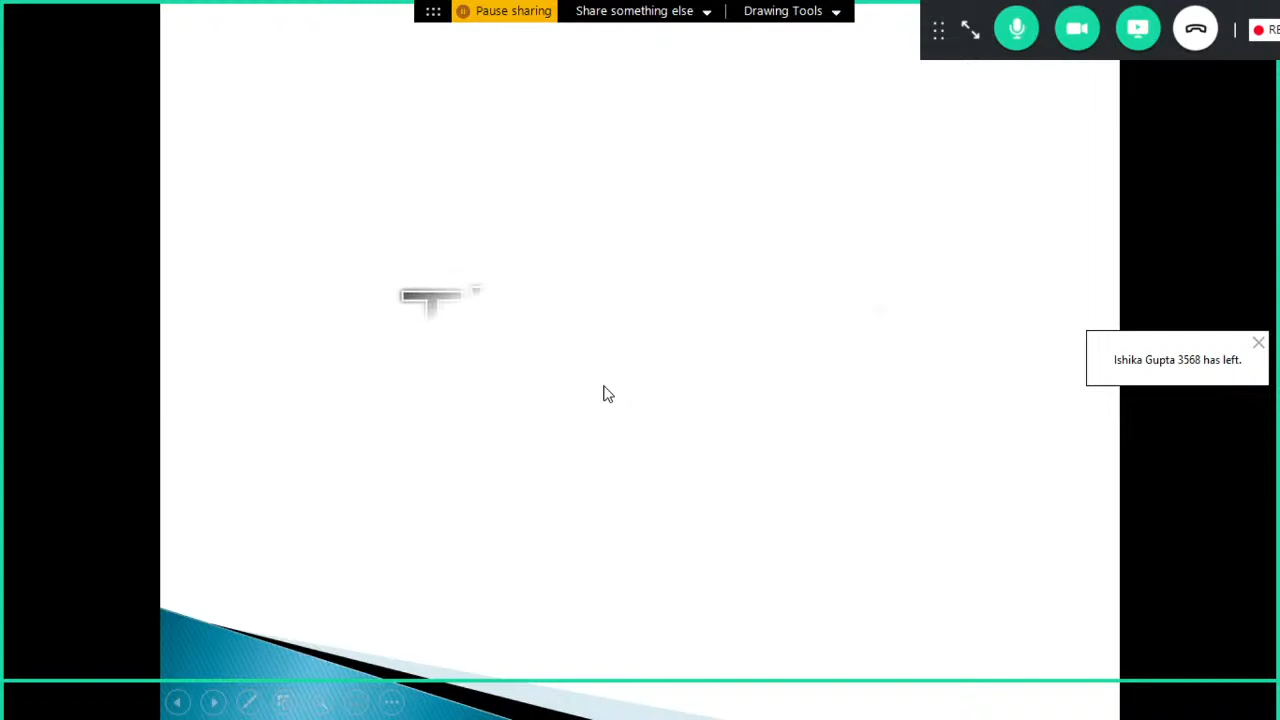 Pause sharing
Share something else
Drawing Tools
Ishika Gupta 3568 has left.